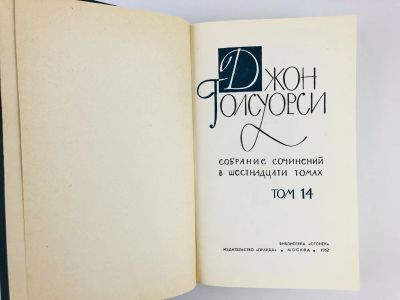 Джон
Голсуорси
СОБРАНИЕ СОЧИНЕНИЙ
В ШЕСТНАДЦАТИ ТОМАХ
ТОМ 14
БИБЛИОТЕКА «ОГОНЕК»
ИЗДАТЕЛЬСТВО «ПРАВДА» • МОСКВА • 1962